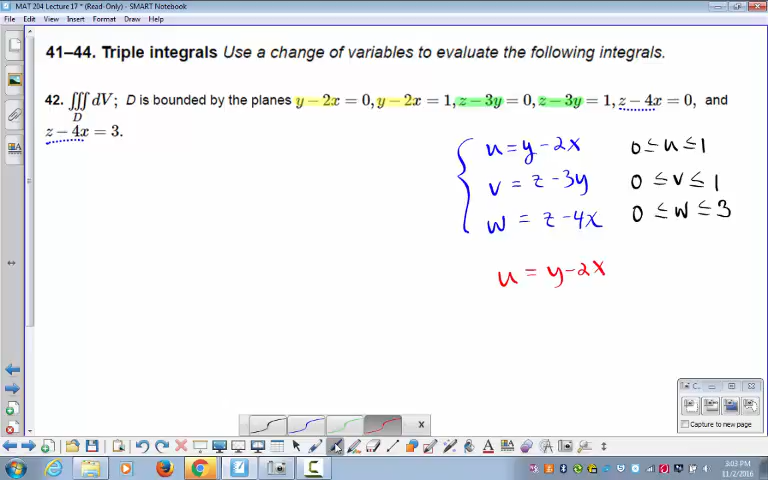 MAT 204 Lecture 17 * (Read-Only) * - SMART Notebook
File Edit View Insert Format Draw Help
41–44. Triple integrals Use a change of variables to evaluate the following integrals.
42. ∭ dV; D is bounded by the planes y − 2x = 0, y − 2x = 1, z − 3y = 0, z − 3y = 1, z − 4x = 0, and
D
z − 4x = 3.
u = y - 2x 0 ≤ u ≤ 1
v = z - 3y 0 ≤ v ≤ 1
w = z - 4x 0 ≤ w ≤ 3
u = y - 2x
C...
Capture to new page
3:03 PM
11/2/2016